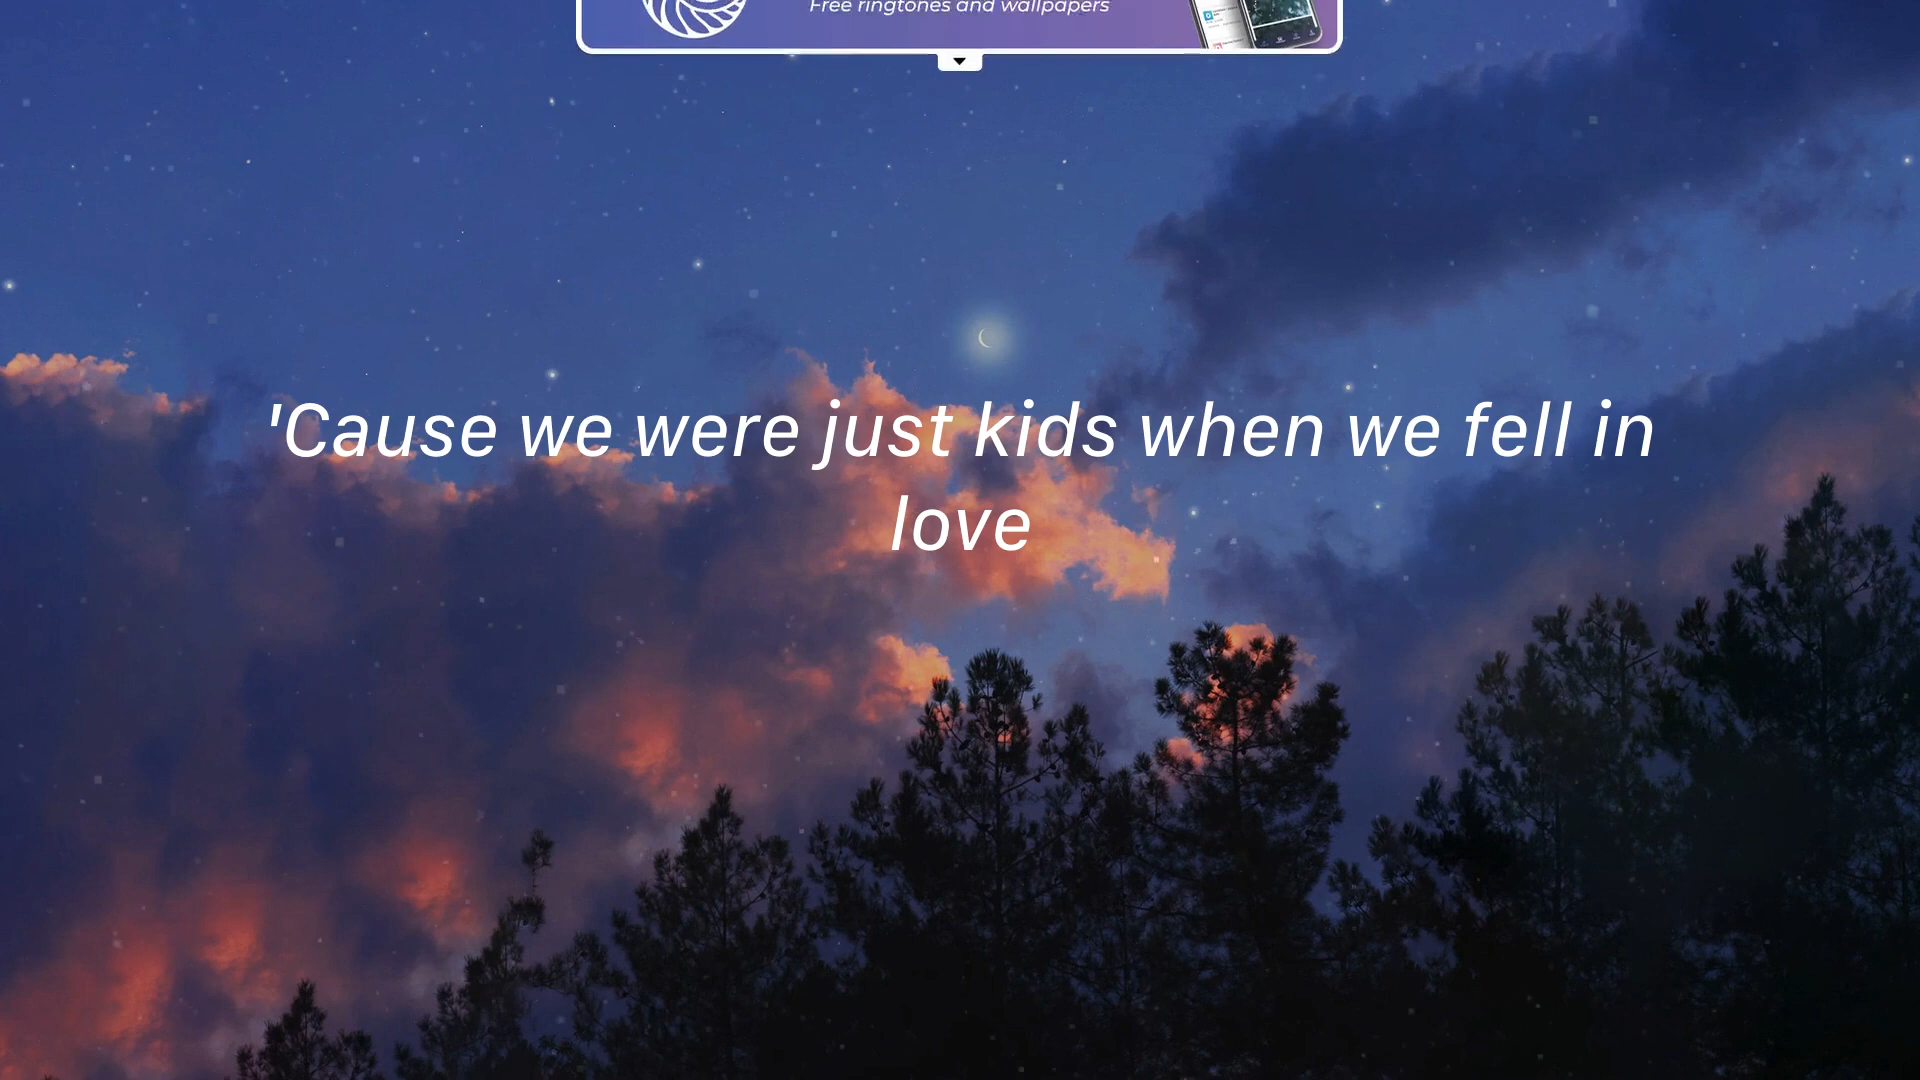 Free ringtones and wallpapers
'Cause we were just kids when we fell in
love